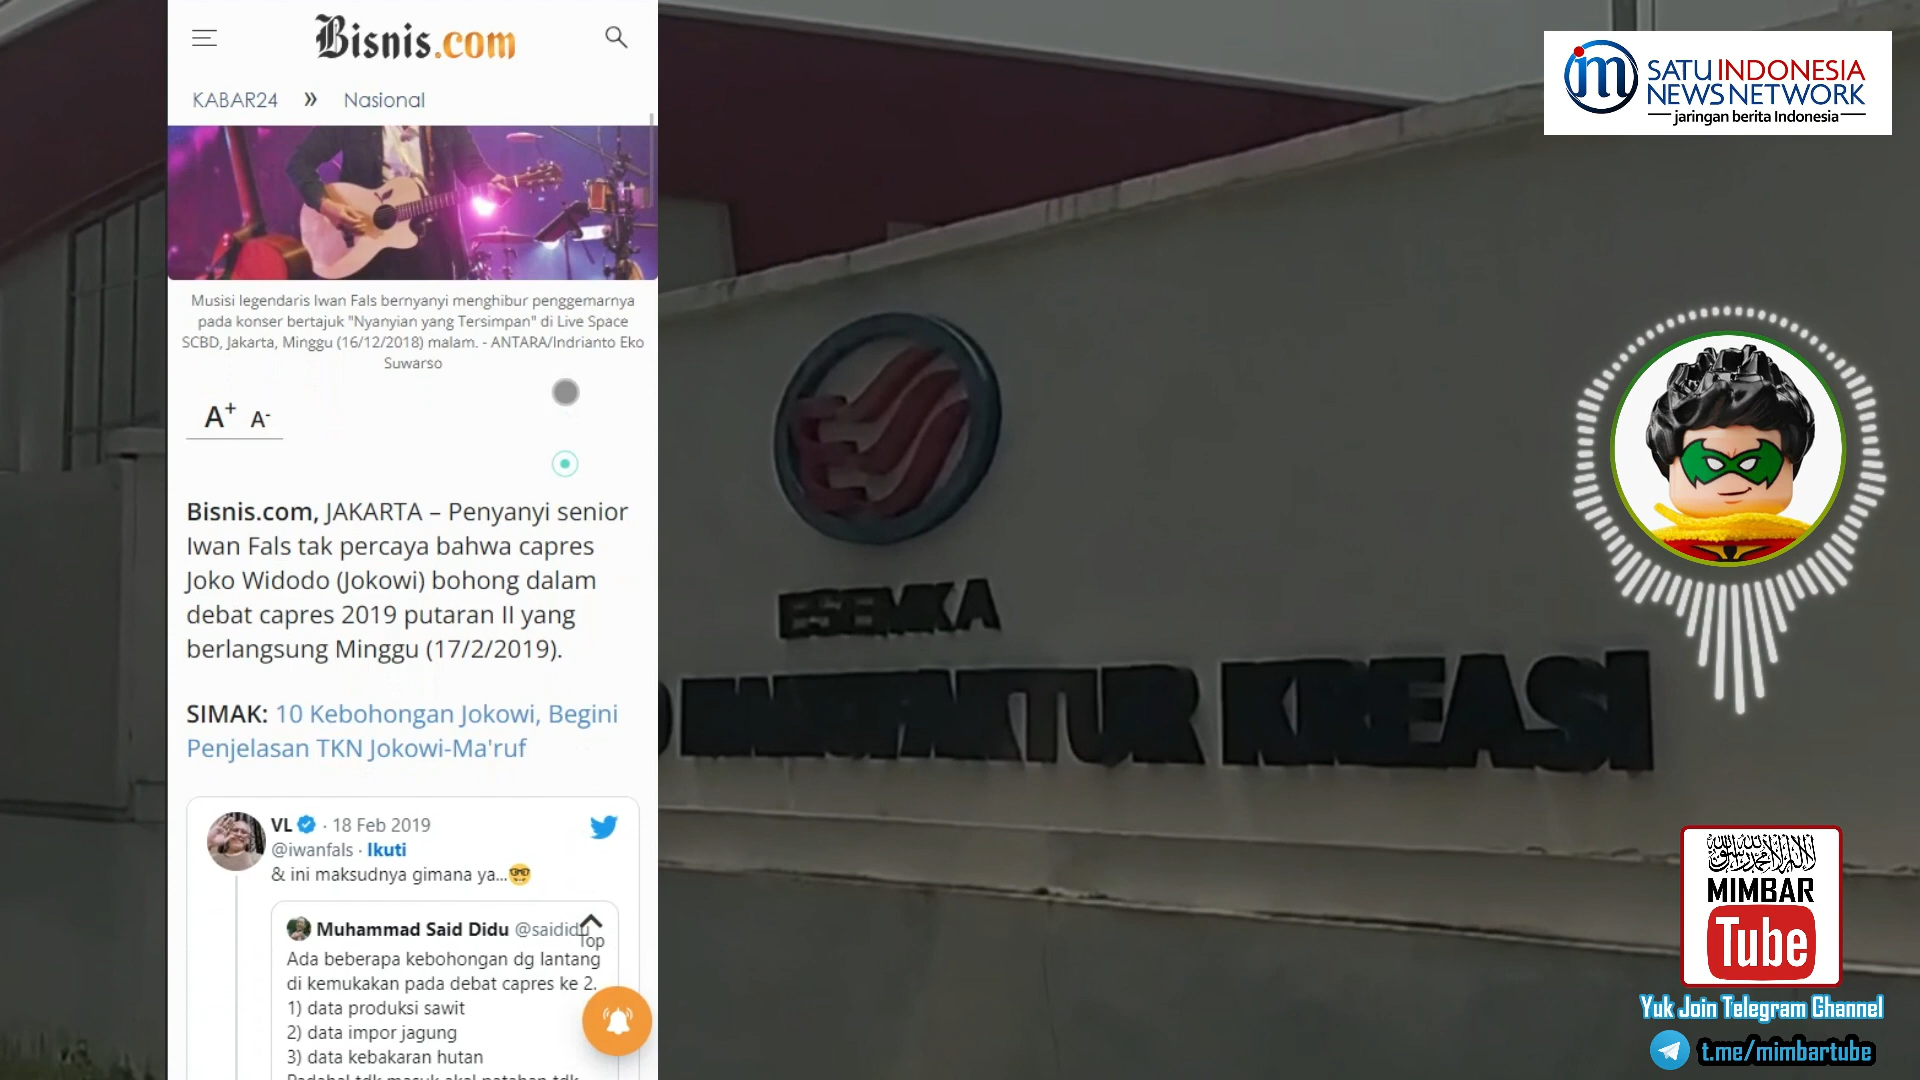 Bisnis.com
KABAR24 » Nasional
Musisi legendaris Iwan Fals bernyanyi menghibur penggemarnya
pada konser bertajuk "Nyanyian yang Tersimpan" di Live Space
SCBD, Jakarta, Minggu (16/12/2018) malam. - ANTARA/Indrianto Eko
Suwarso
A+ A-
Bisnis.com, JAKARTA – Penyanyi senior
Iwan Fals tak percaya bahwa capres
Joko Widodo (Jokowi) bohong dalam
debat capres 2019 putaran II yang
berlangsung Minggu (17/2/2019).
SIMAK: 10 Kebohongan Jokowi, Begini
Penjelasan TKN Jokowi-Ma'ruf
VL · 18 Feb 2019
@iwanfals · Ikuti
& ini maksudnya gimana ya...🤓
Muhammad Said Didu @saididu
Top
Ada beberapa kebohongan dg lantang
di kemukakan pada debat capres ke 2.
1) data produksi sawit
2) data impor jagung
3) data kebakaran hutan
ESEMKA
MANUFAKTUR KREASI
SATU INDONESIA
NEWS NETWORK
jaringan berita Indonesia
MIMBAR
Tube
Yuk Join Telegram Channel
t.me/mimbartube